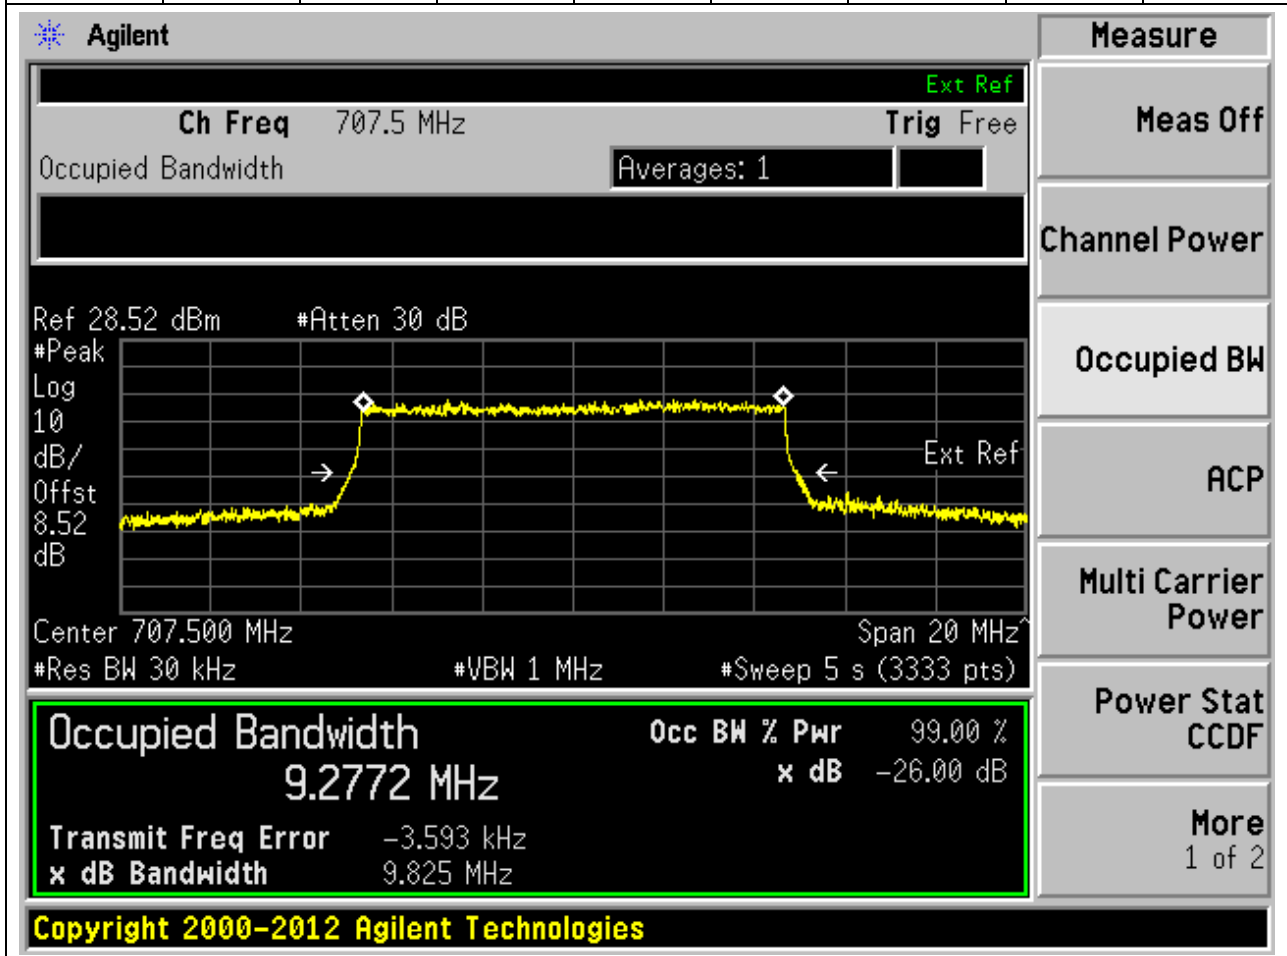 Agilent
Measure
Ext Ref
Ch Freq 707.5 MHz Trig Free
Meas Off
Occupied Bandwidth Averages: 1
Channel Power
Ref 28.52 dBm #Atten 30 dB
#Peak
Log
10
dB/
Offst
8.52
dB
Ext Ref
Occupied BW
ACP
Center 707.500 MHz Span 20 MHz^
#Res BW 30 kHz #VBW 1 MHz #Sweep 5 s (3333 pts)
Multi Carrier
Power
Occupied Bandwidth Occ BW % Pwr 99.00 %
9.2772 MHz x dB -26.00 dB
Transmit Freq Error -3.593 kHz
x dB Bandwidth 9.825 MHz
Power Stat
CCDF
More
1 of 2
Copyright 2000-2012 Agilent Technologies